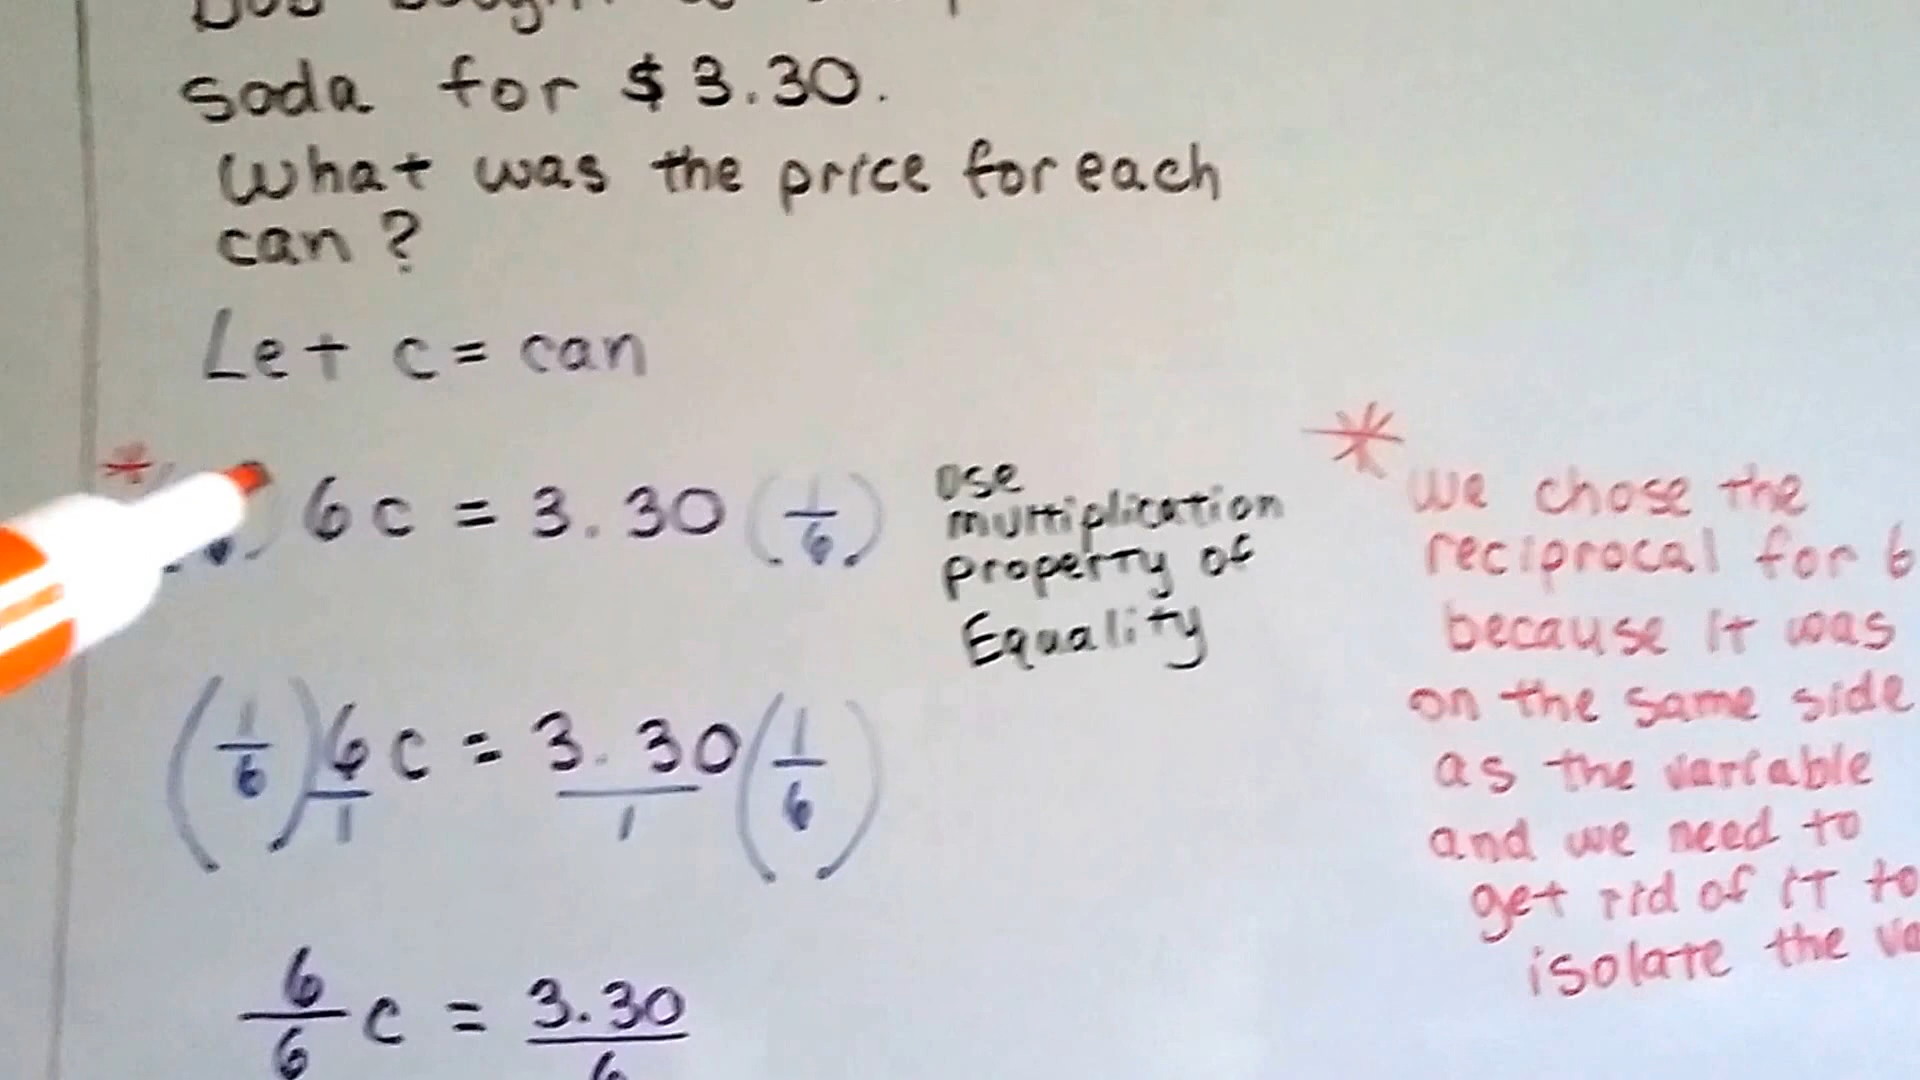 soda for $3.30.
What was the price for each
can?
Let c = can
* 6c = 3.30 (1/6)
Use
multiplication
property of
Equality
(1/6) 6/1 c = 3.30/1 (1/6)
6/6 c = 3.30/6
*
We chose the
reciprocal for 6
because it was
on the same side
as the variable
and we need to
get rid of it to
isolate the